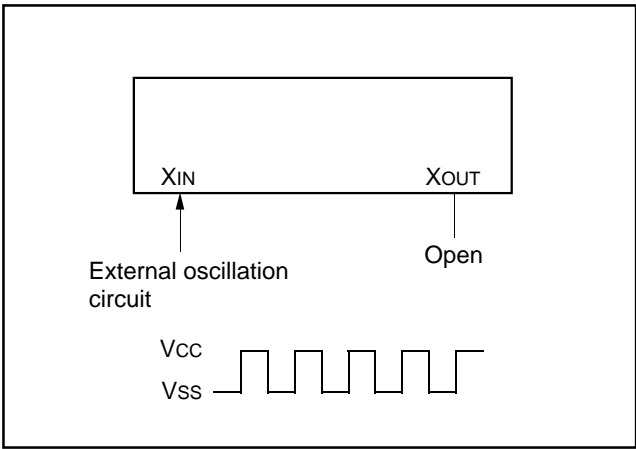 XIN XOUT
External oscillation
circuit
Open
VCC
VSS